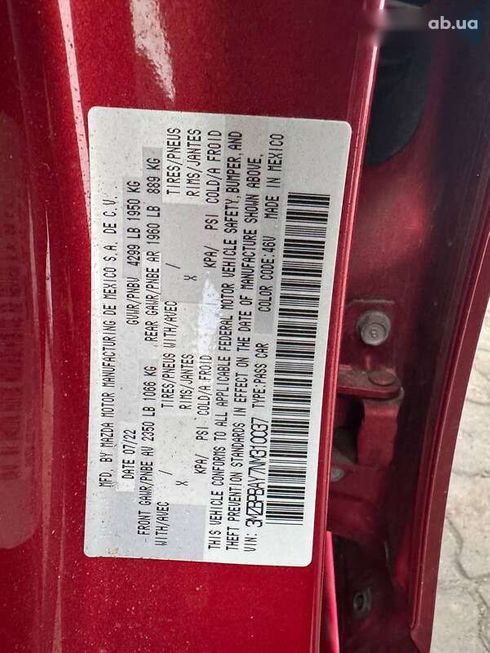 ab.ua
MFD. BY MAZDA MOTOR MANUFACTURING DE MEXICO S.A. DE C.V.
DATE 07/22 GVWR/PNBV 4299 LB 1950 KG
FRONT GAWR/PNBE AV 2350 LB 1066 KG REAR GAWR/PNBE AR 1960 LB 889 KG
WITH/AVEC / TIRES/PNEUS WITH/AVEC / TIRES/PNEUS
X RIMS/JANTES X RIMS/JANTES
KPA/ PSI COLD/A FROID KPA/ PSI COLD/A FROID
THIS VEHICLE CONFORMS TO ALL APPLICABLE FEDERAL MOTOR VEHICLE SAFETY, BUMPER, AND
THEFT PREVENTION STANDARDS IN EFFECT ON THE DATE OF MANUFACTURE SHOWN ABOVE.
VIN: 3MZBPBAY7NM310037 TYPE:PASS CAR COLOR CODE:46V MADE IN MEXICO